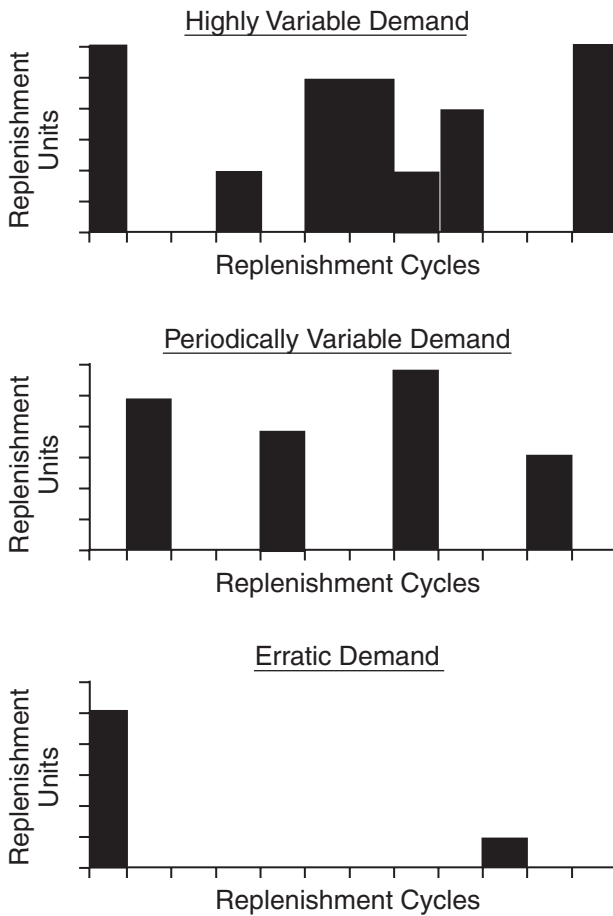 Highly Variable Demand
Replenishment
Units
Replenishment Cycles
Periodically Variable Demand
Replenishment
Units
Replenishment Cycles
Erratic Demand
Replenishment
Units
Replenishment Cycles